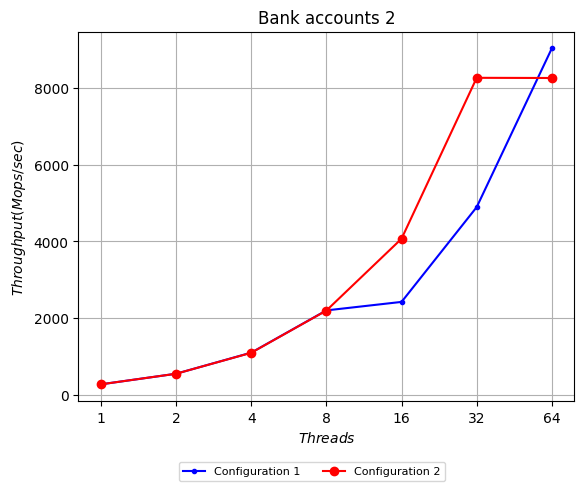 Bank accounts 2
Throughput(Mops/sec)
8000
6000
4000
2000
0
1 2 4 8 16 32 64
Threads
Configuration 1 Configuration 2